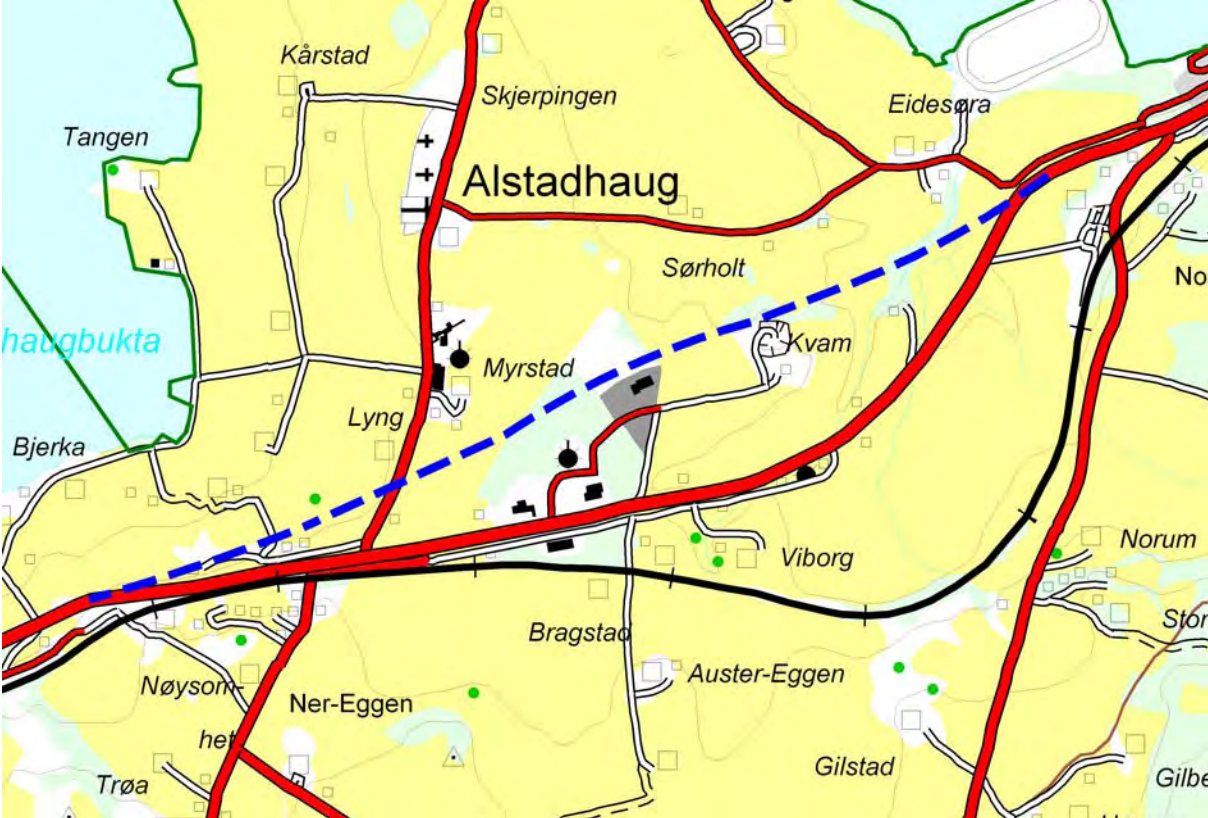 Kårstad
Skjerpingen
Eidesøra
Tangen
Alstadhaug
Sørholt
No
haugbukta
Kvam
Myrstad
Lyng
Bjerka
Norum
Viborg
Stor
Bragstad
Auster-Eggen
Nøysom-
het
Ner-Eggen
Gilstad
Trøa
Gilbe